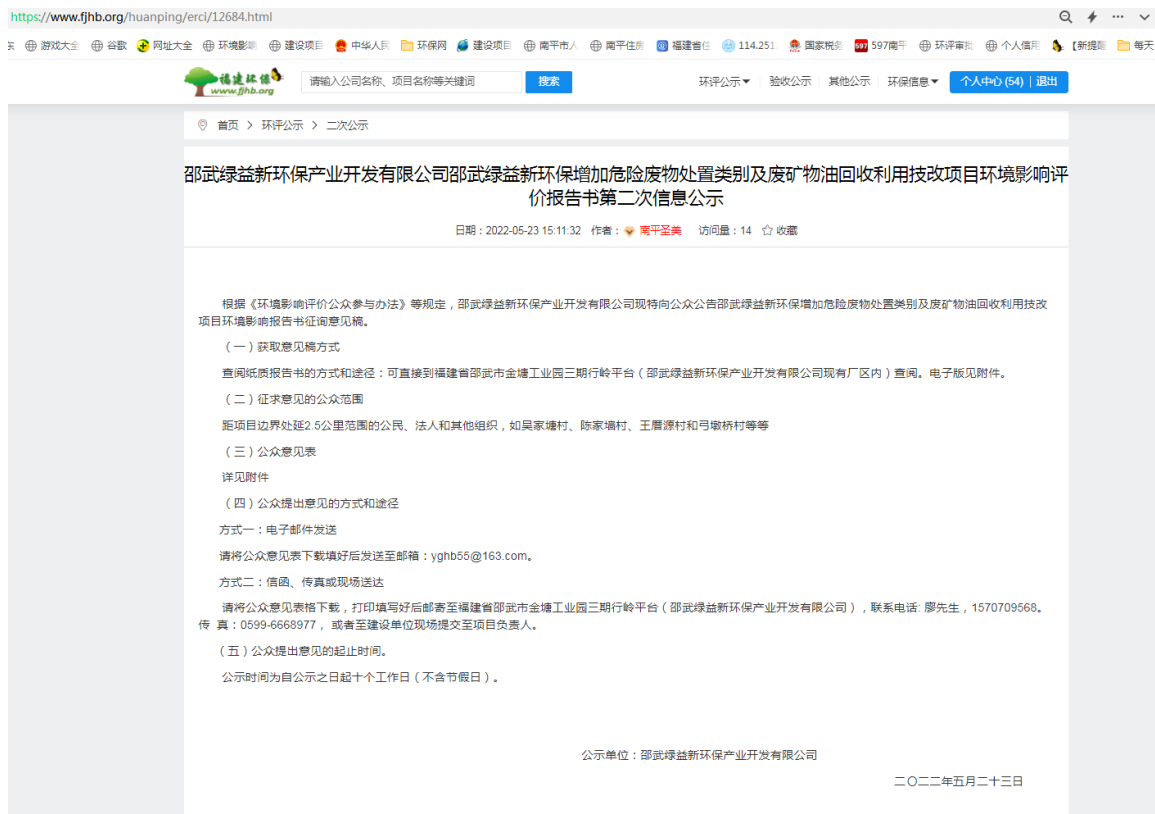 https://www.fjhb.org/huanping/erci/12684.html
游戏大全 谷歌 网址大全 环境影响 建设项目 中华人民 环保网 建设项目 南平市人 南平住房 福建省住 114.251. 国家税务 597南平 环评审批 个人信用 【新提醒 每天
福建环保
www.fjhb.org
请输入公司名称、项目名称等关键词 搜索 环评公示 验收公示 其他公示 环保信息 个人中心 (54) | 退出
首页 > 环评公示 > 二次公示
邵武绿益新环保产业开发有限公司邵武绿益新环保增加危险废物处置类别及废矿物油回收利用技改项目环境影响评
价报告书第二次信息公示
日期：2022-05-23 15:11:32 作者： 南平圣美 访问量：14 收藏
根据《环境影响评价公众参与办法》等规定，邵武绿益新环保产业开发有限公司现特向公众公告邵武绿益新环保增加危险废物处置类别及废矿物油回收利用技改
项目环境影响报告书征询意见稿。
（一）获取意见稿方式
查阅纸质报告书的方式和途径：可直接到福建省邵武市金塘工业园三期行岭平台（邵武绿益新环保产业开发有限公司现有厂区内）查阅。电子版见附件。
（二）征求意见的公众范围
距项目边界处延2.5公里范围的公民、法人和其他组织，如吴家塘村、陈家墙村、王厝源村和弓墩桥村等等
（三）公众意见表
详见附件
（四）公众提出意见的方式和途径
方式一：电子邮件发送
请将公众意见表下载填好后发送至邮箱：yghb55@163.com。
方式二：信函、传真或现场送达
请将公众意见表格下载，打印填写好后邮寄至福建省邵武市金塘工业园三期行岭平台（邵武绿益新环保产业开发有限公司），联系电话: 廖先生，1570709568。
传 真：0599-6668977， 或者至建设单位现场提交至项目负责人。
（五）公众提出意见的起止时间。
公示时间为自公示之日起十个工作日（不含节假日）。
公示单位：邵武绿益新环保产业开发有限公司
二〇二二年五月二十三日